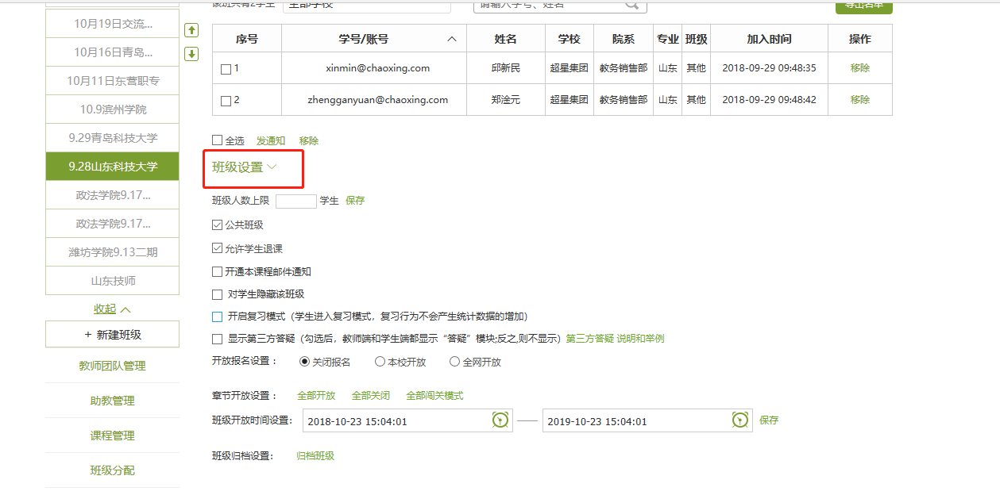 该班共有2学生 全部学校 请输入学号、姓名 导出名单
10月19日交流...
10月16日青岛...
10月11日东营职专
10.9滨州学院
9.29青岛科技大学
9.28山东科技大学
政法学院9.17...
政法学院9.17...
潍坊学院9.13二期
山东技师
收起
+ 新建班级
教师团队管理
助教管理
课程管理
班级分配
序号 学号/账号 姓名 学校 院系 专业 班级 加入时间 操作
1 xinmin@chaoxing.com 邱新民 超星集团 教务销售部 山东 其他 2018-09-29 09:48:35 移除
2 zhengganyuan@chaoxing.com 郑淦元 超星集团 教务销售部 山东 其他 2018-09-29 09:48:42 移除
全选 发通知 移除
班级设置
班级人数上限 学生 保存
公共班级
允许学生退课
开通本课程邮件通知
对学生隐藏该班级
开启复习模式（学生进入复习模式，复习行为不会产生统计数据的增加）
显示第三方答疑（勾选后，教师端和学生端都显示“答疑”模块;反之,则不显示） 第三方答疑 说明和举例
开放报名设置： 关闭报名 本校开放 全网开放
章节开放设置： 全部开放 全部关闭 全部闯关模式
班级开放时间设置： 2018-10-23 15:04:01 —— 2019-10-23 15:04:01 保存
班级归档设置： 归档班级